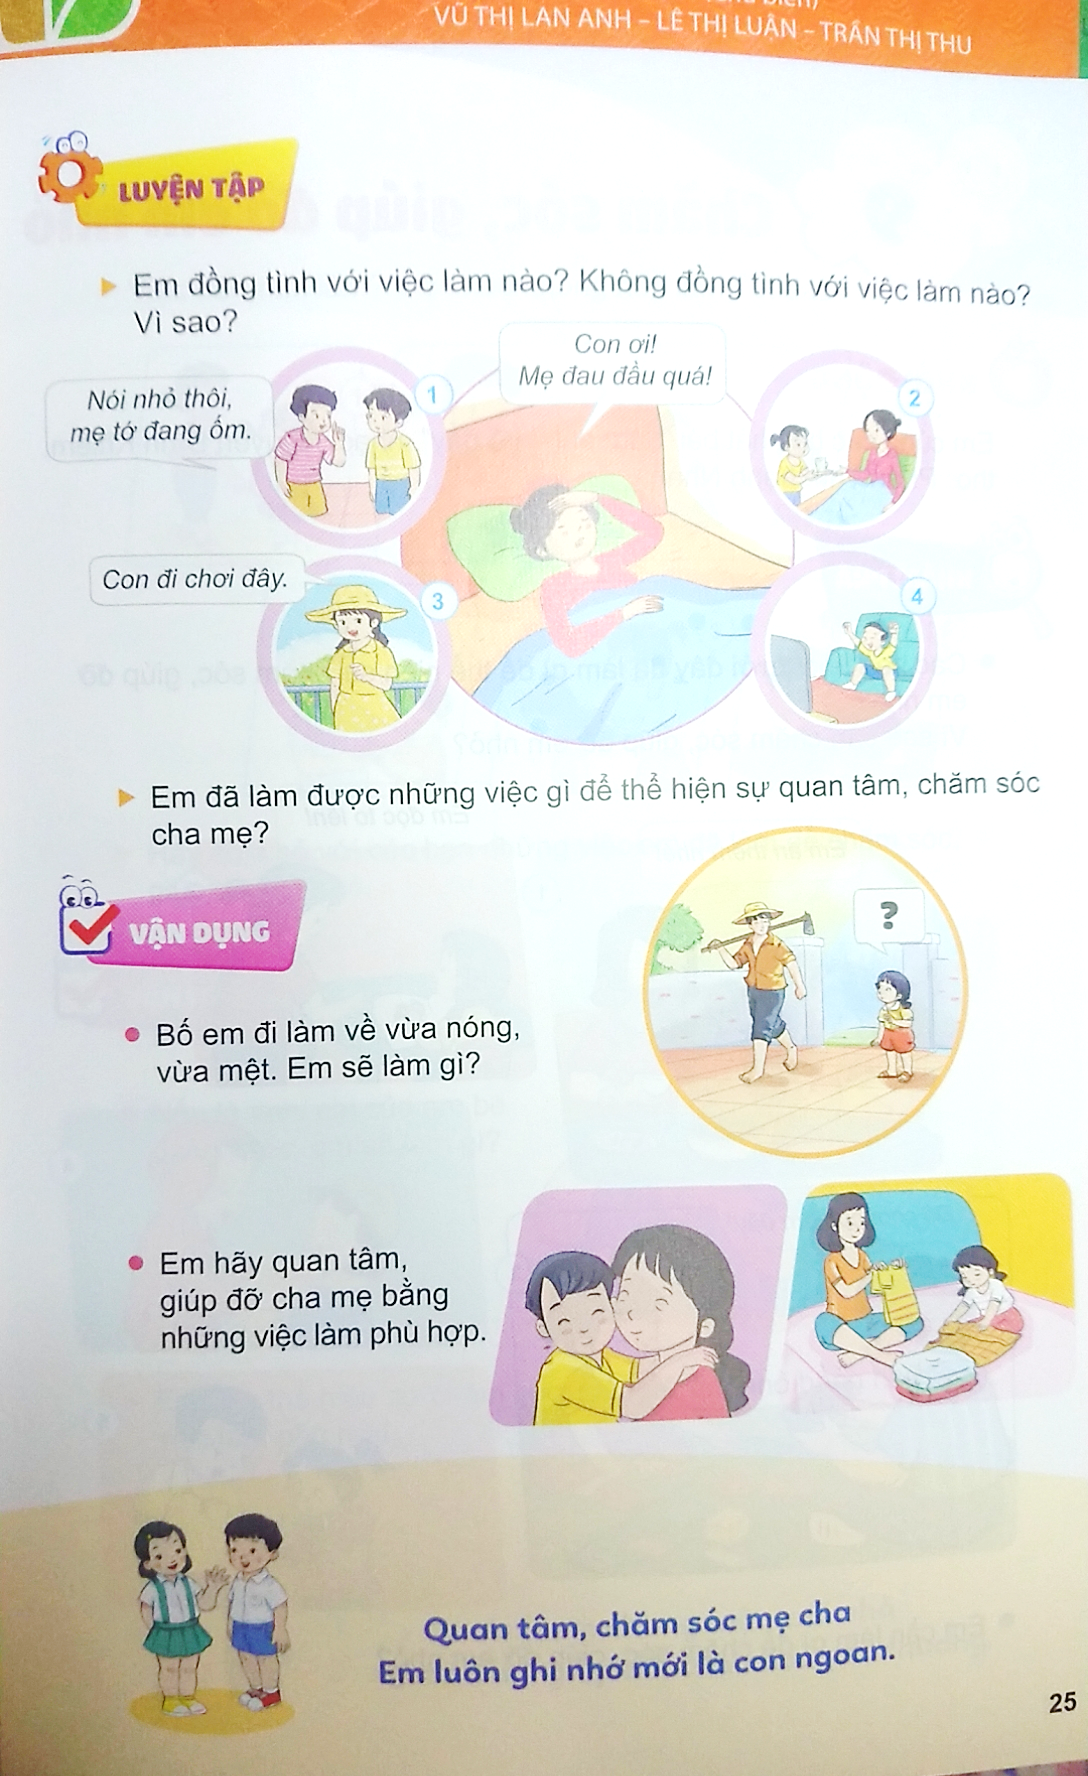 VŨ THỊ LAN ANH – LÊ THỊ LUẬN – TRẦN THỊ THU
LUYỆN TẬP
Em đồng tình với việc làm nào? Không đồng tình với việc làm nào?
Vì sao?
Con ơi!
Mẹ đau đầu quá!
Nói nhỏ thôi,
mẹ tớ đang ốm.
1
2
Con đi chơi đây.
3
4
Em đã làm được những việc gì để thể hiện sự quan tâm, chăm sóc
cha mẹ?
VẬN DỤNG
?
Bố em đi làm về vừa nóng,
vừa mệt. Em sẽ làm gì?
Em hãy quan tâm,
giúp đỡ cha mẹ bằng
những việc làm phù hợp.
Quan tâm, chăm sóc mẹ cha
Em luôn ghi nhớ mới là con ngoan.
25